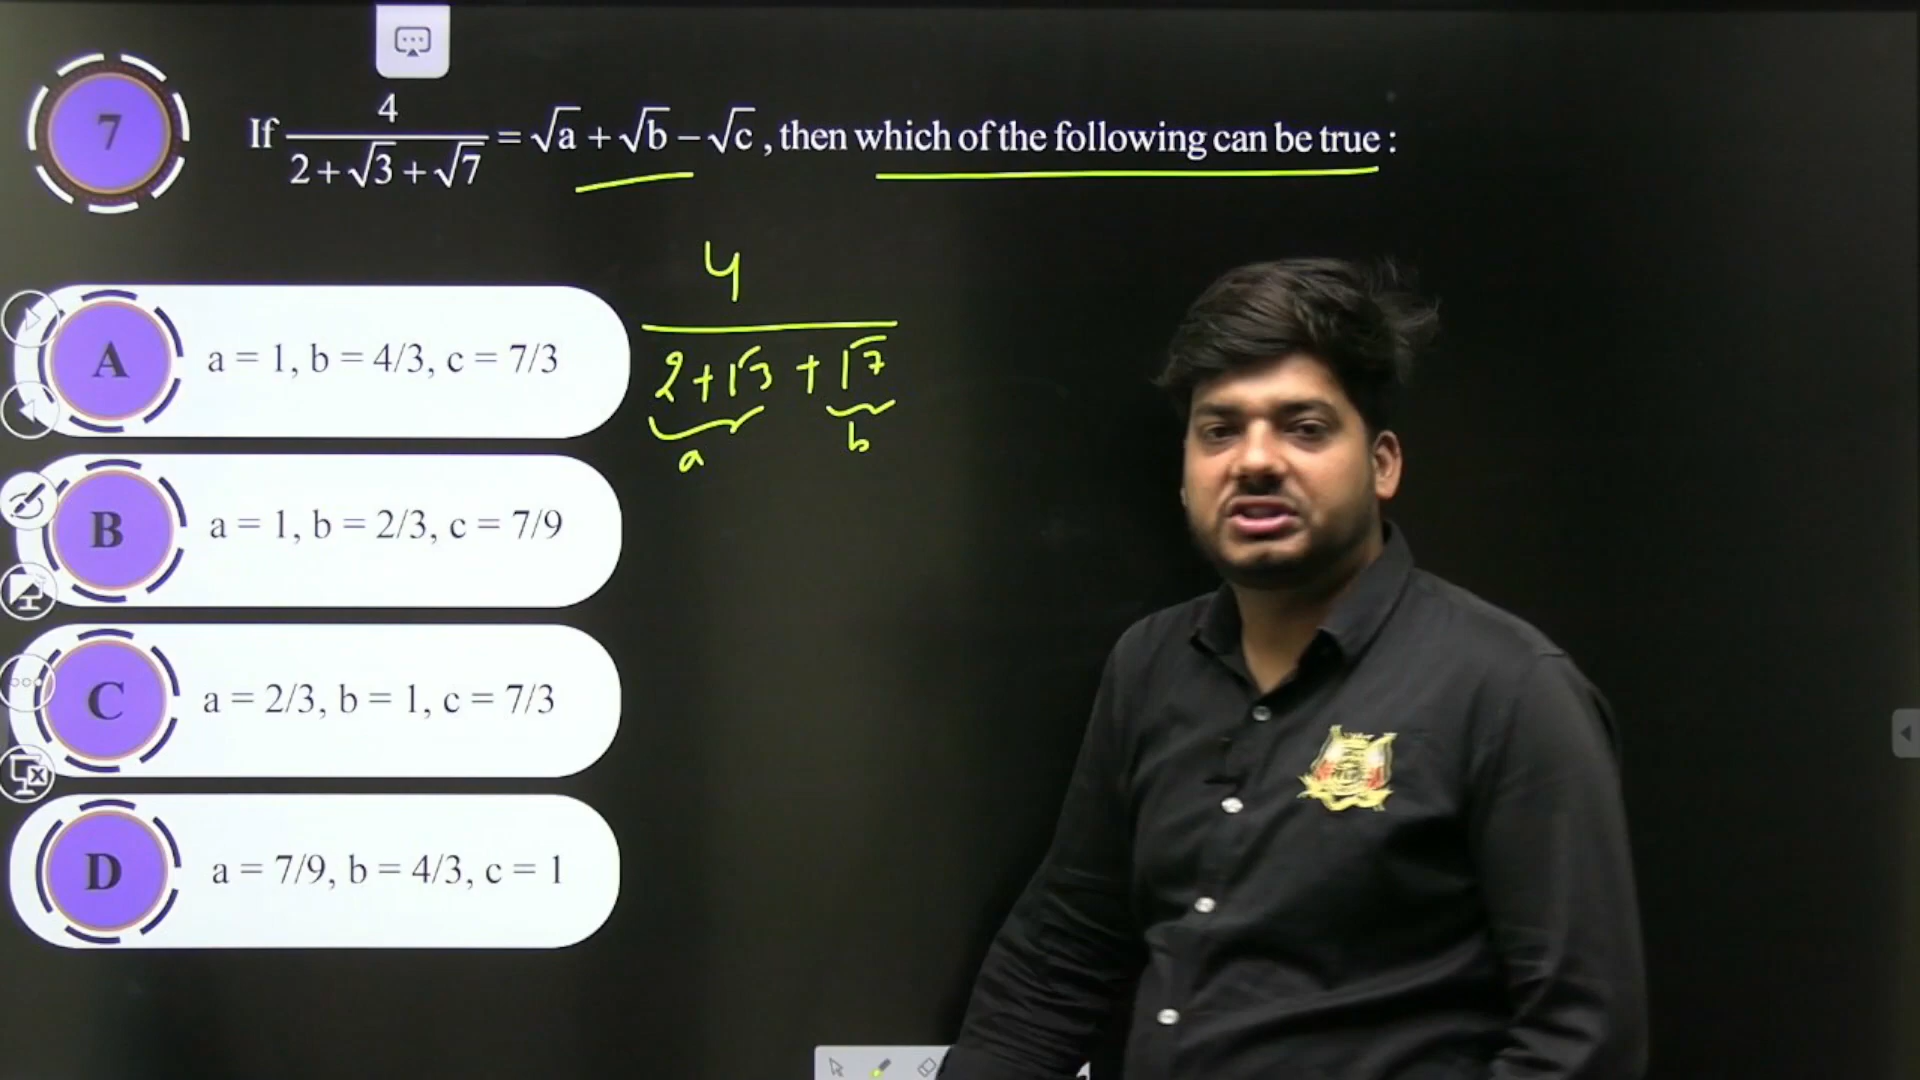 7
If 4/(2+√3+√7) = √a + √b − √c , then which of the following can be true :
A a = 1, b = 4/3, c = 7/3
B a = 1, b = 2/3, c = 7/9
C a = 2/3, b = 1, c = 7/3
D a = 7/9, b = 4/3, c = 1
4
2+√3 + √7
a b